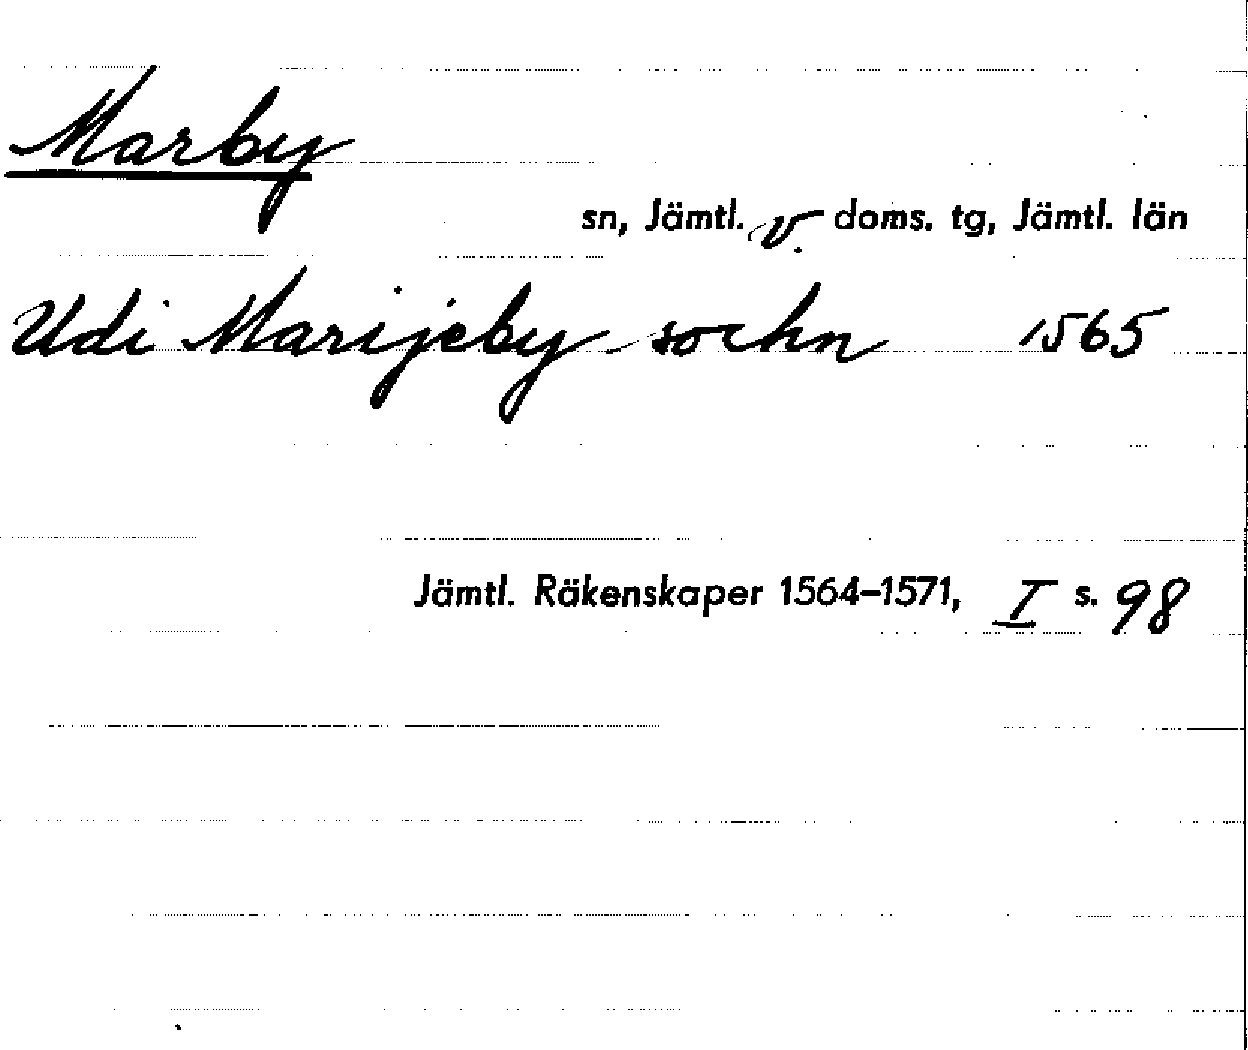 Marby
sn, Jämtl. v. doms. tg, Jämtl. län
Udi Marijeby sochn 1565
Jämtl. Räkenskaper 1564–1571, I s. 98